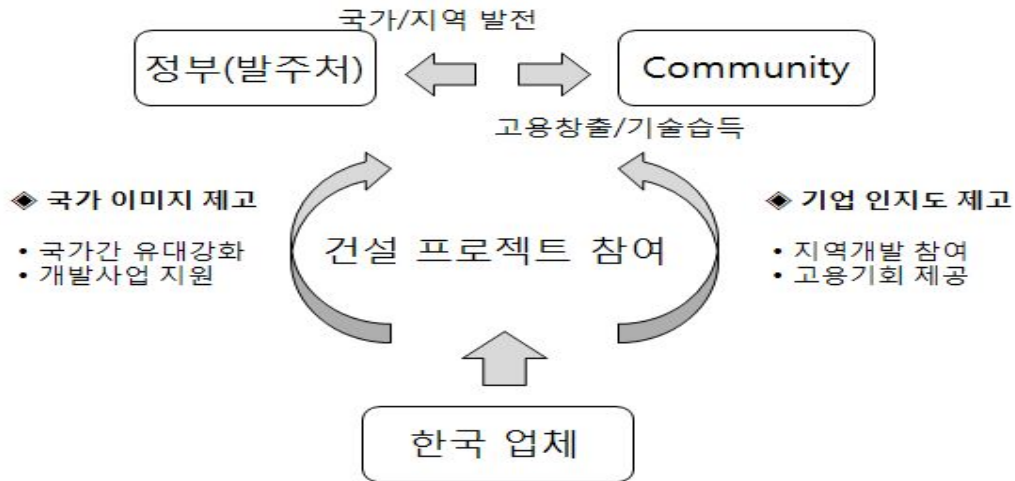 국가/지역 발전
정부(발주처)
Community
고용창출/기술습득
◈ 국가 이미지 제고
• 국가간 유대강화
• 개발사업 지원
건설 프로젝트 참여
◈ 기업 인지도 제고
• 지역개발 참여
• 고용기회 제공
한국 업체